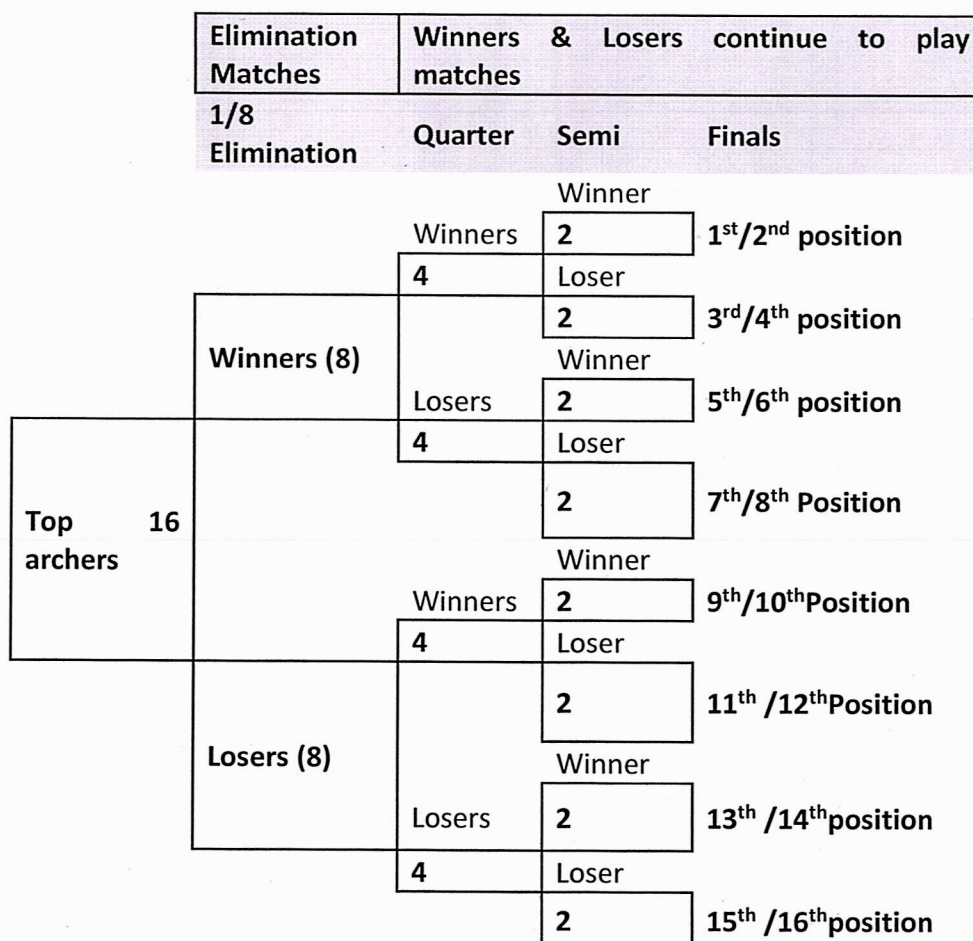 Elimination Matches
Winners & Losers continue to play matches
1/8 Elimination
Quarter
Semi
Finals
Winner
Winners
2
1st/2nd position
4
Loser
2
3rd/4th position
Winners (8)
Winner
Losers
2
5th/6th position
4
Loser
2
7th/8th Position
Top 16
archers
Winner
Winners
2
9th/10thPosition
4
Loser
2
11th /12thPosition
Losers (8)
Winner
Losers
2
13th /14thposition
4
Loser
2
15th /16thposition